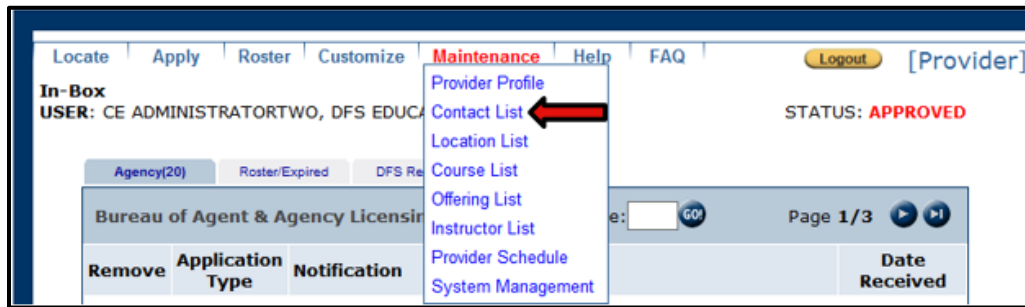 Locate Apply Roster Customize Maintenance Help FAQ Logout [Provider]
In-Box
USER: CE ADMINISTRATORTWO, DFS EDUCA STATUS: APPROVED
Provider Profile
Contact List
Location List
Course List
Offering List
Instructor List
Provider Schedule
System Management
Agency(20) Roster/Expired DFS Re
Bureau of Agent & Agency Licensin e: GO! Page 1/3
Remove Application Type Notification Date Received